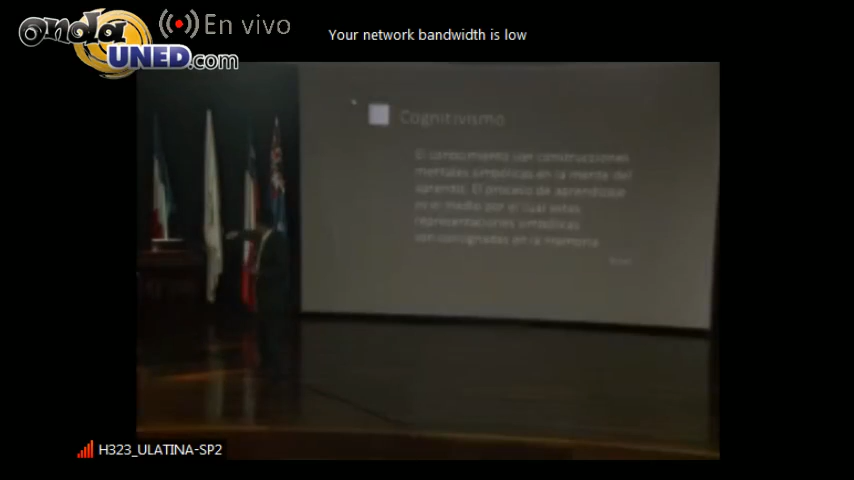 onda
UNED.com
En vivo
Your network bandwidth is low
Cognitivismo
El conocimiento son construcciones
mentales simbólicas en la mente del
aprendiz. El proceso de aprendizaje
es el medio por el cual estas
representaciones simbólicas
son consignadas en la memoria
H323_ULATINA-SP2